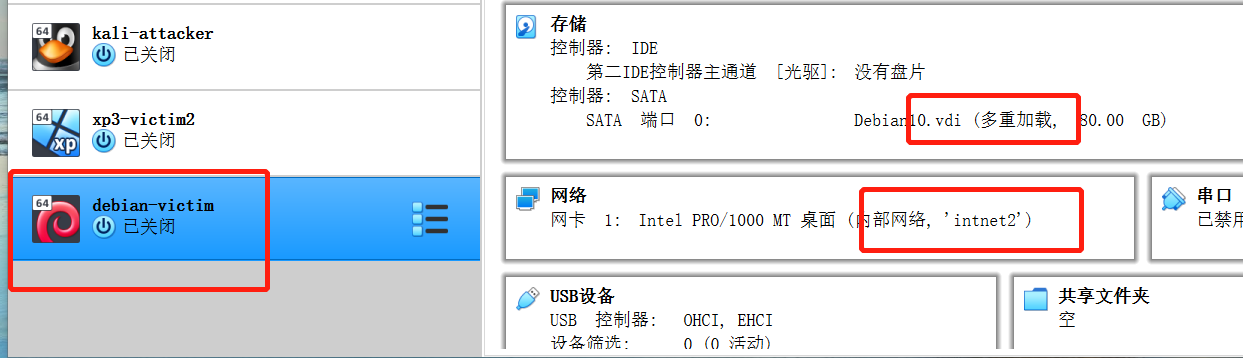 64
kali-attacker
已关闭
64
xp
xp3-victim2
已关闭
64
debian-victim
已关闭
存储
控制器: IDE
第二IDE控制器主通道 [光驱]: 没有盘片
控制器: SATA
SATA 端口 0: Debian10.vdi (多重加载, 80.00 GB)
网络
网卡 1: Intel PRO/1000 MT 桌面 (内部网络, 'intnet2')
串口
已禁用
USB设备
USB 控制器: OHCI, EHCI
设备筛选: 0 (0 活动)
共享文件夹
空